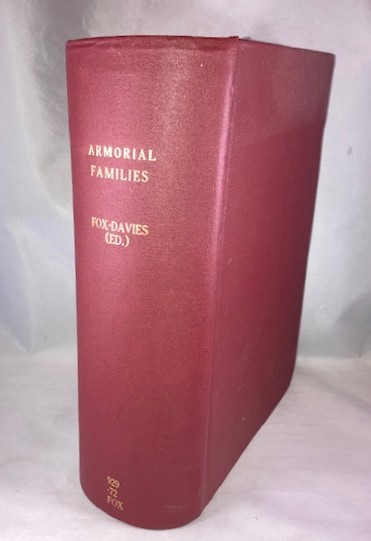 ARMORIAL
FAMILIES
FOX-DAVIES
(ED.)
929
.72
FOX